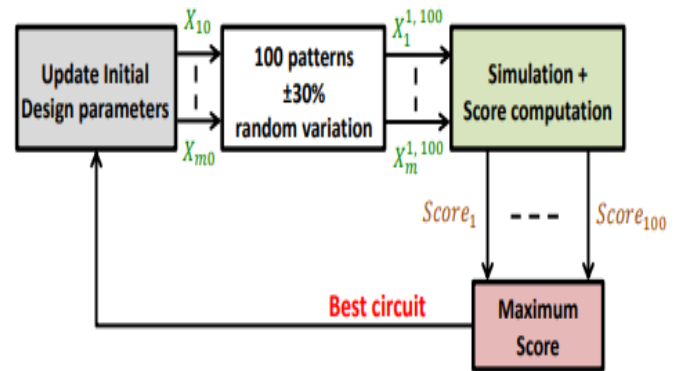 X10
X1^1,100
Update Initial
Design parameters
100 patterns
±30%
random variation
Simulation +
Score computation
Xm0
Xm^1,100
Score1
Score100
Best circuit
Maximum
Score